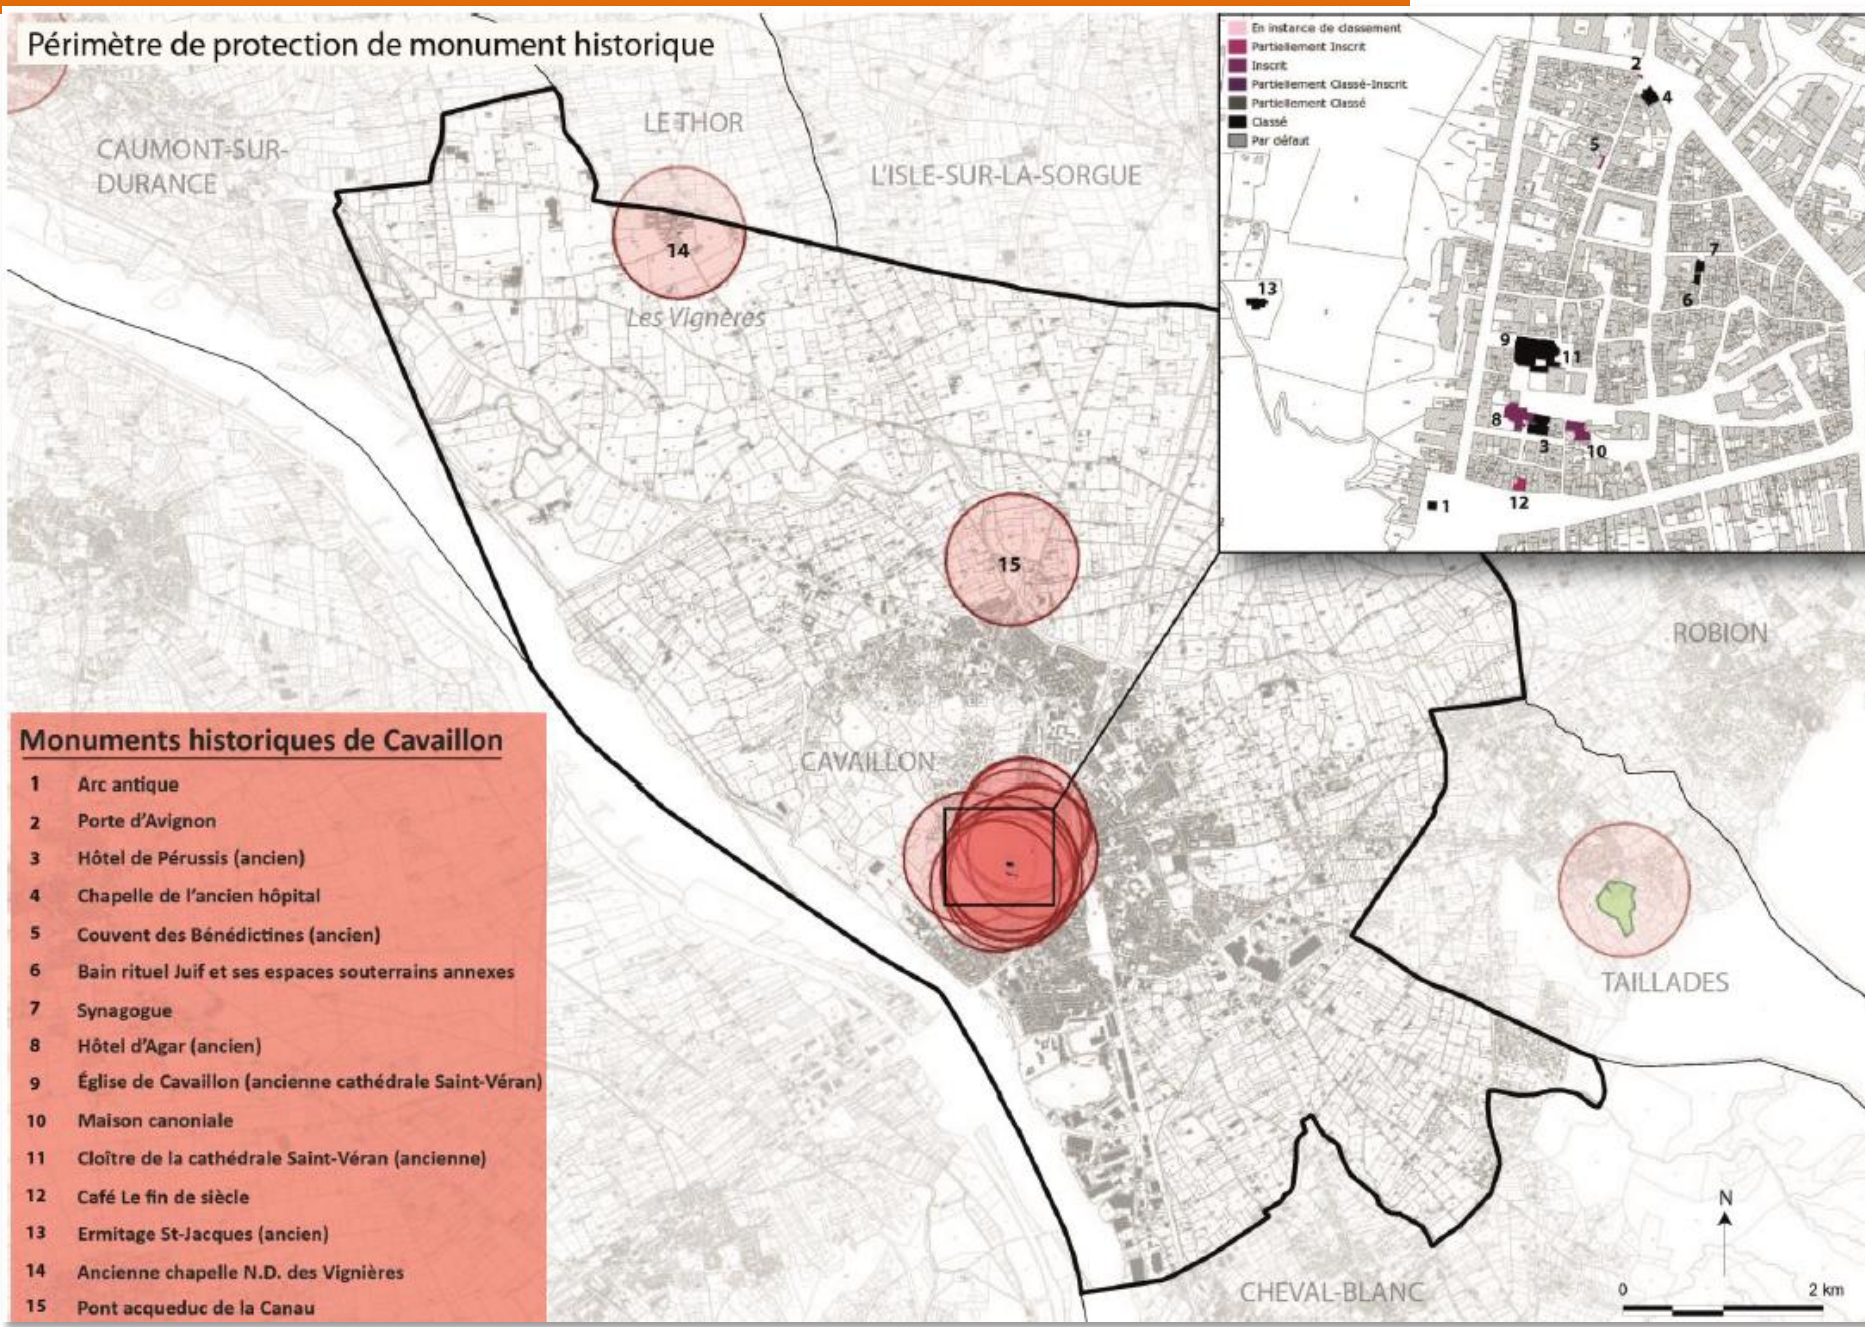 Périmètre de protection de monument historique
CAUMONT-SUR-
DURANCE
LE THOR
L'ISLE-SUR-LA-SORGUE
14
Les Vignères
15
CAVAILLON
ROBION
TAILLADES
CHEVAL-BLANC
En instance de classement
Partiellement Inscrit
Inscrit
Partiellement Classé-Inscrit
Partiellement Classé
Classé
Par défaut
2
4
5
7
6
13
9
11
8
3
10
12
1
Monuments historiques de Cavaillon
1 Arc antique
2 Porte d'Avignon
3 Hôtel de Pérussis (ancien)
4 Chapelle de l'ancien hôpital
5 Couvent des Bénédictines (ancien)
6 Bain rituel Juif et ses espaces souterrains annexes
7 Synagogue
8 Hôtel d'Agar (ancien)
9 Église de Cavaillon (ancienne cathédrale Saint-Véran)
10 Maison canoniale
11 Cloître de la cathédrale Saint-Véran (ancienne)
12 Café Le fin de siècle
13 Ermitage St-Jacques (ancien)
14 Ancienne chapelle N.D. des Vignières
15 Pont acqueduc de la Canau
N
0 2 km